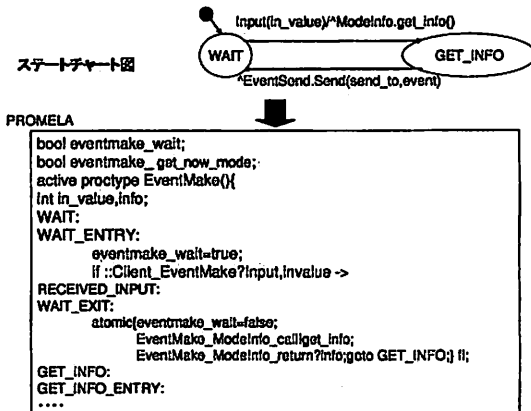 Input(in_value)/^ModeInfo.get_info()
WAIT
GET_INFO
ステートチャート図
^EventSend.Send(send_to,event)
PROMELA
bool eventmake_wait;
bool eventmake_get_now_mode;
active proctype EventMake(){
int in_value,info;
WAIT:
WAIT_ENTRY:
eventmake_wait=true;
if ::Client_EventMake?Input,invalue ->
RECEIVED_INPUT:
WAIT_EXIT:
atomic{eventmake_wait=false;
EventMake_ModeInfo_call!get_info;
EventMake_ModeInfo_return?info;goto GET_INFO;} fi;
GET_INFO:
GET_INFO_ENTRY:
....